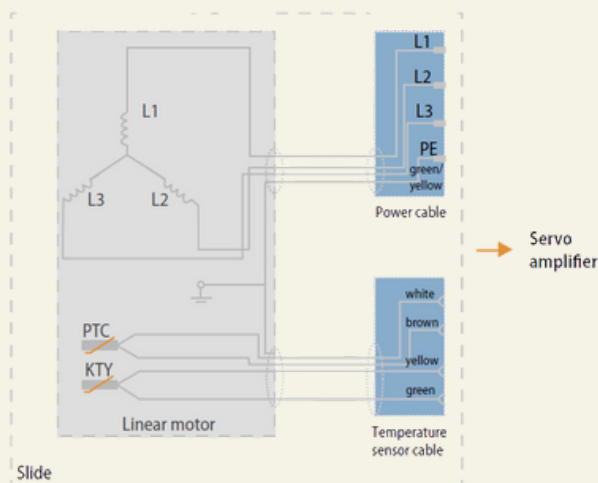 L1
L2
L3
PE
green/
yellow
Power cable
L1
L3
L2
Servo
amplifier
white
brown
yellow
green
PTC
KTY
Linear motor
Temperature
sensor cable
Slide